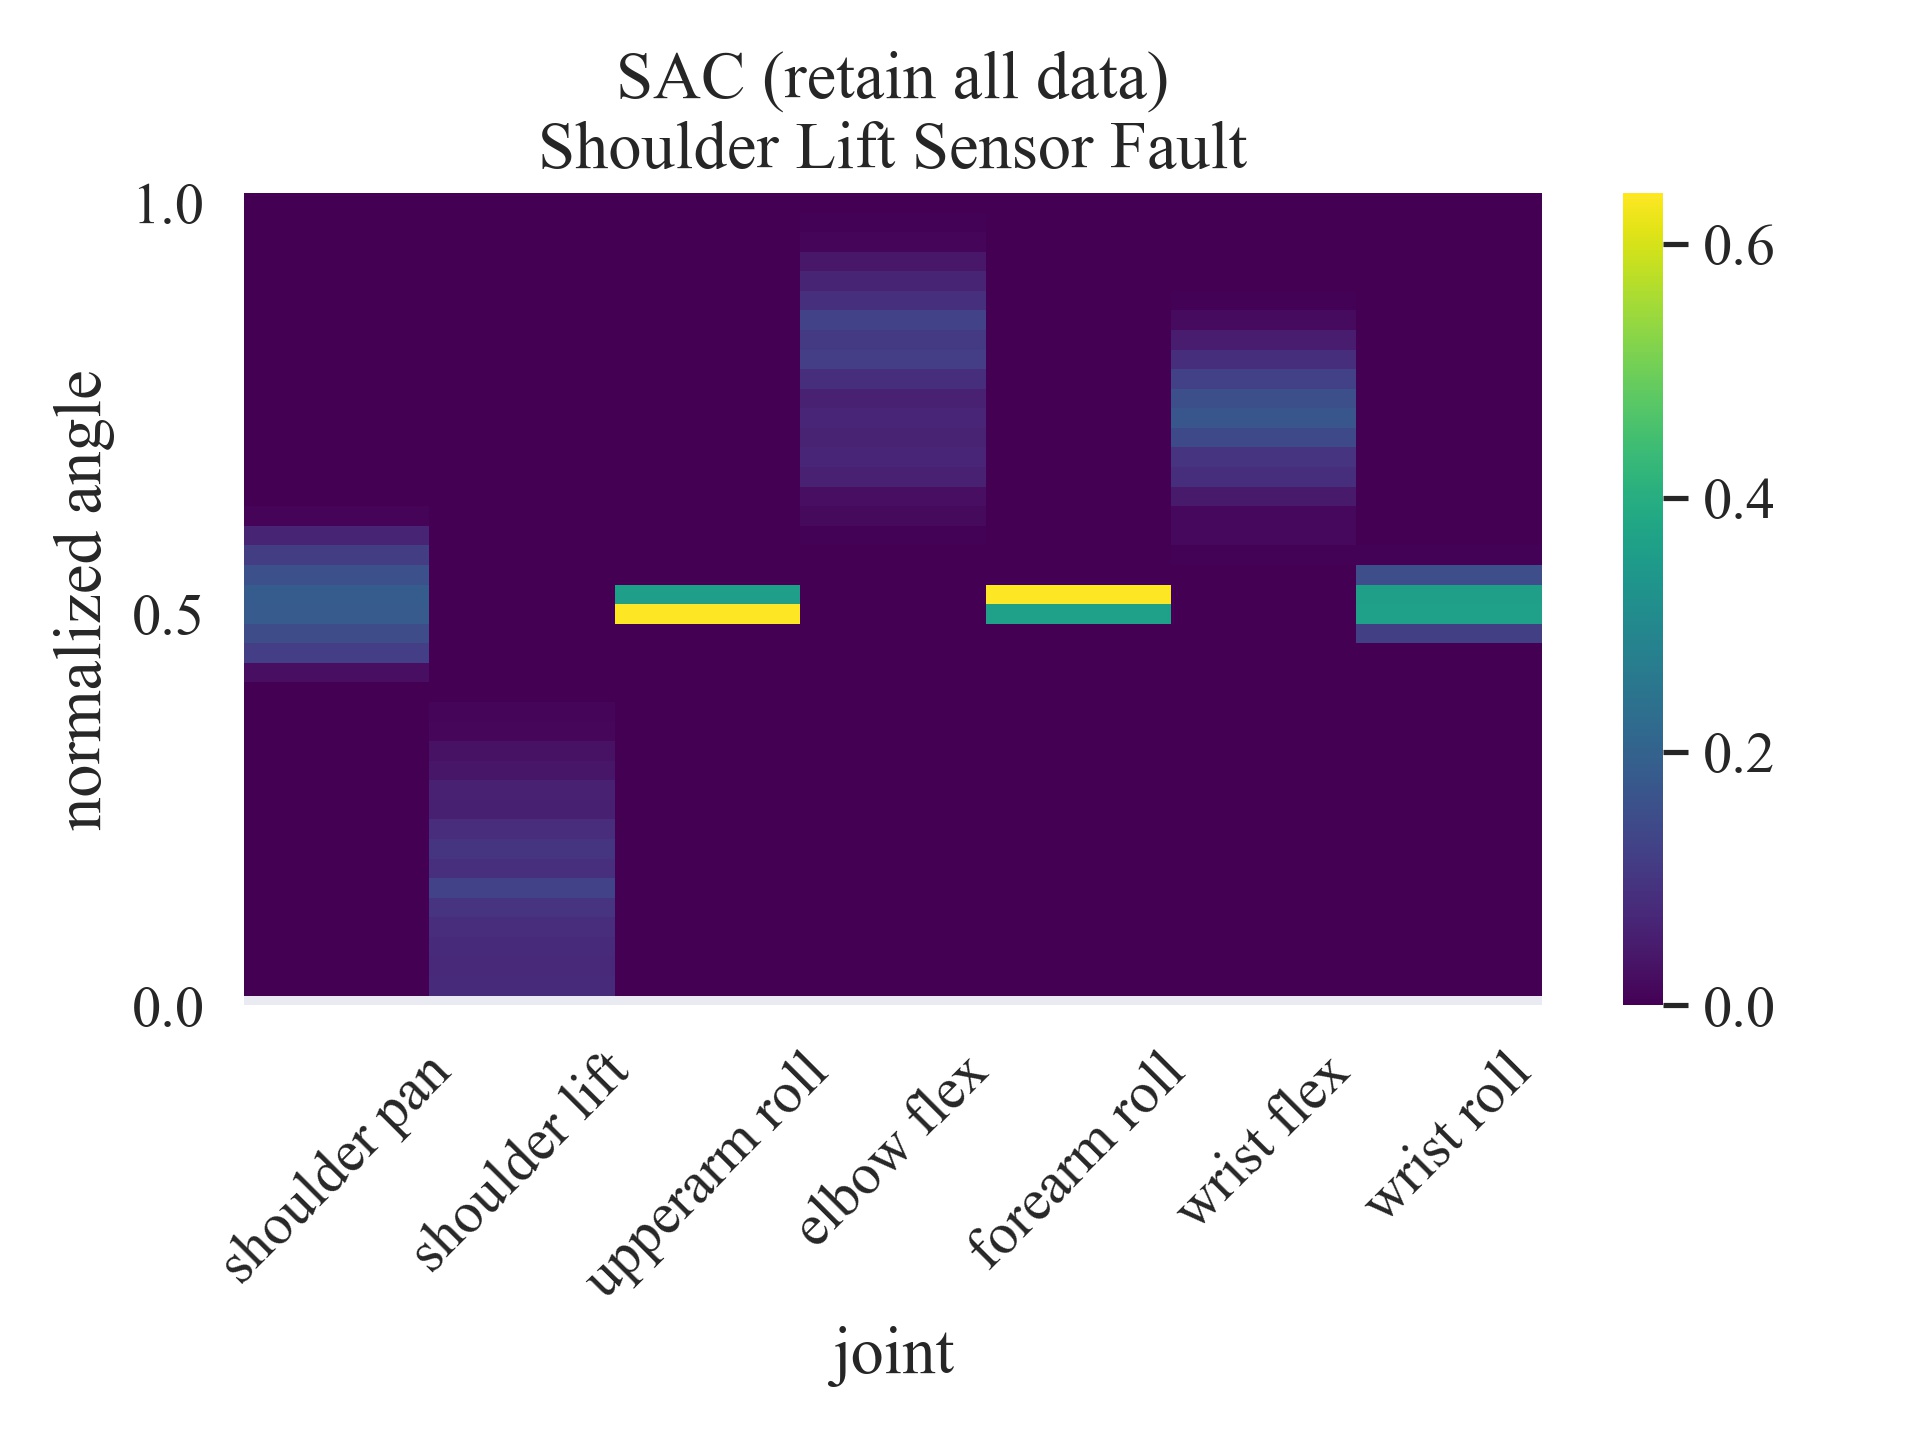 SAC (retain all data)
Shoulder Lift Sensor Fault
1.0
0.5
0.0
normalized angle
0.6
0.4
0.2
0.0
shoulder pan
shoulder lift
upperarm roll
elbow flex
forearm roll
wrist flex
wrist roll
joint